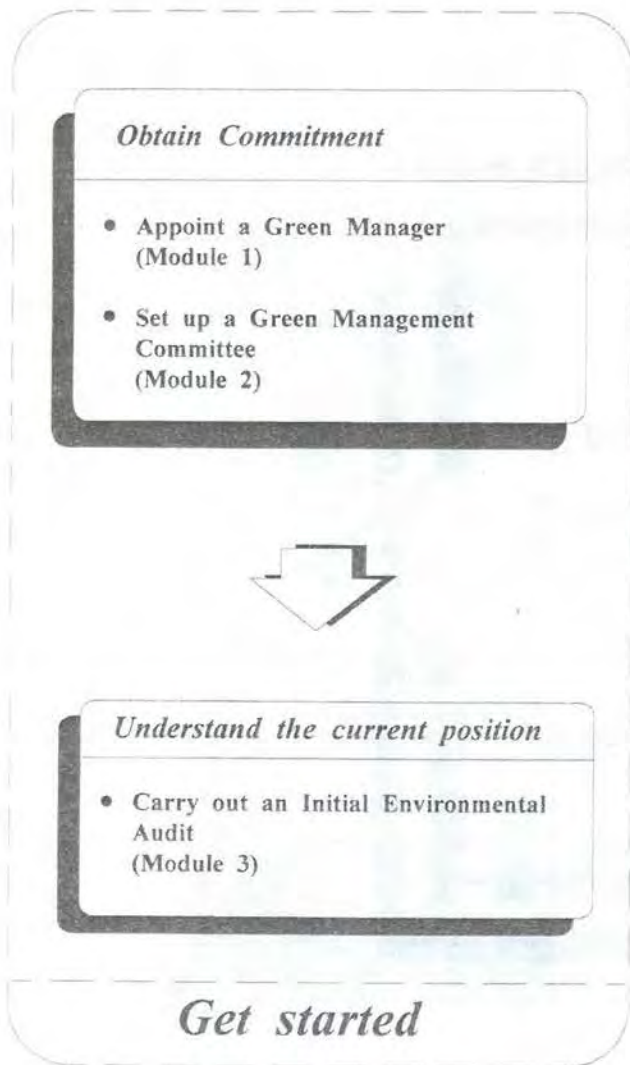 Obtain Commitment
• Appoint a Green Manager
(Module 1)
• Set up a Green Management
Committee
(Module 2)
Understand the current position
• Carry out an Initial Environmental
Audit
(Module 3)
Get started